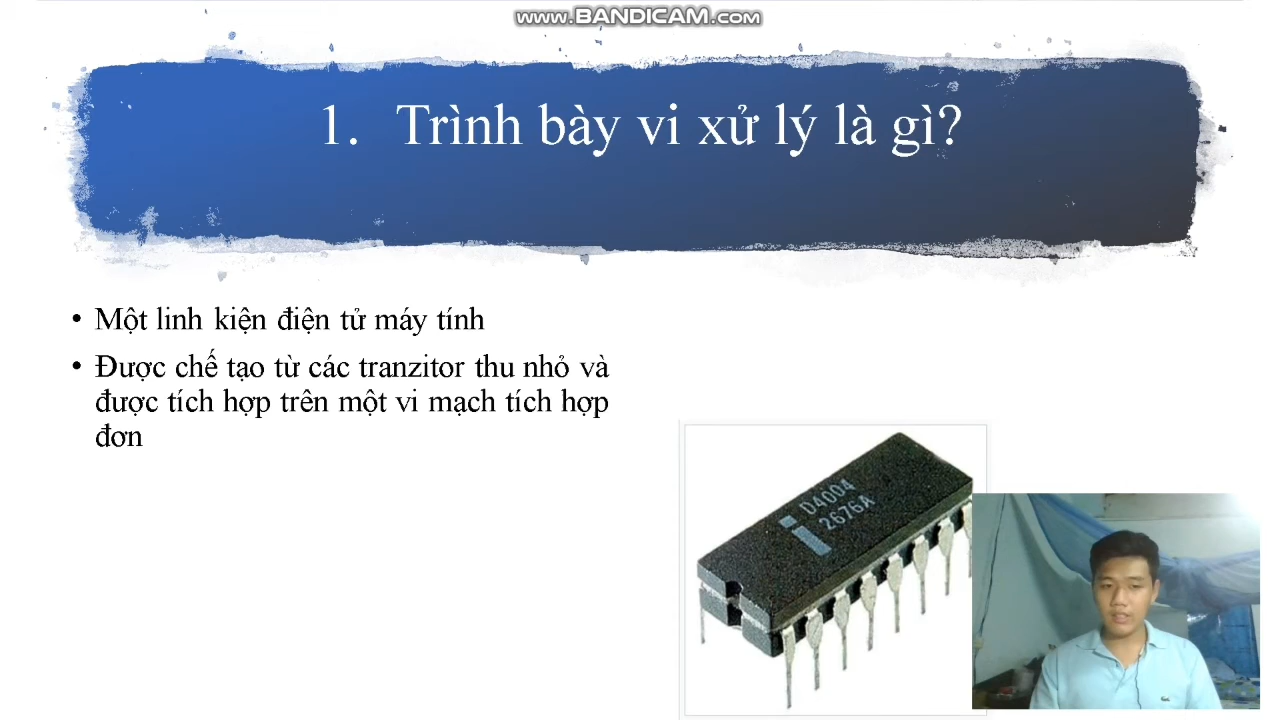 www.BANDICAM.com
1. Trình bày vi xử lý là gì?
• Một linh kiện điện tử máy tính
• Được chế tạo từ các tranzitor thu nhỏ và
được tích hợp trên một vi mạch tích hợp
đơn
D4004
2676A